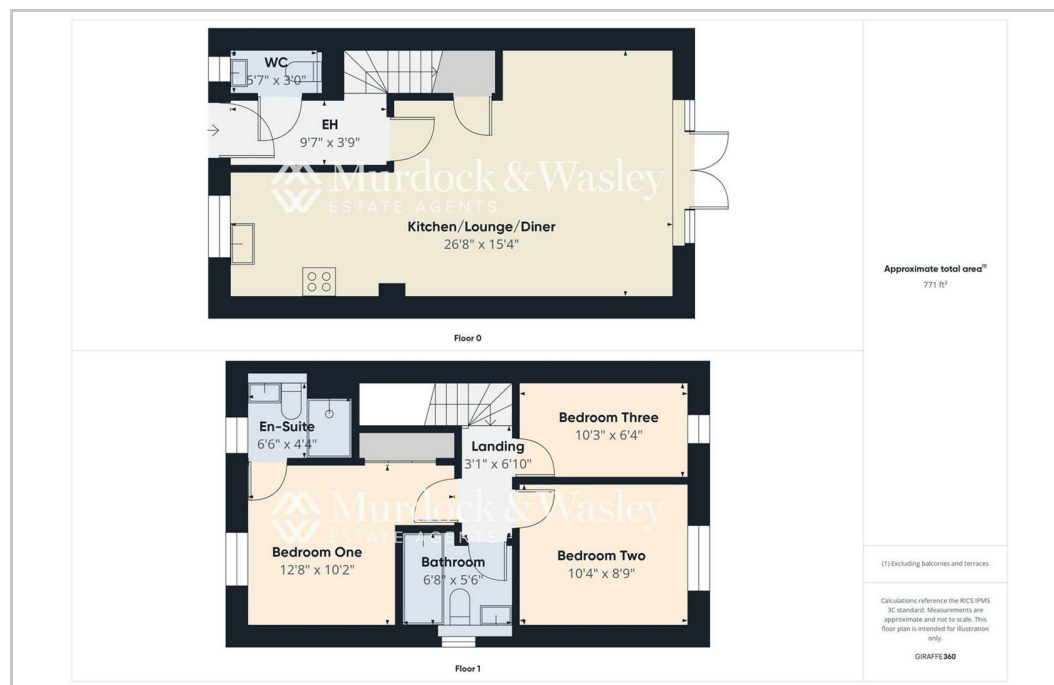 WC
5'7" x 3'0"
EH
9'7" x 3'9"
Murdock & Wasley
ESTATE AGENTS
Kitchen/Lounge/Diner
26'8" x 15'4"
Floor 0
Approximate total area(1)
771 ft²
En-Suite
6'6" x 4'4"
Landing
3'1" x 6'10"
Bedroom Three
10'3" x 6'4"
Murdock & Wasley
ESTATE AGENTS
Bedroom One
12'8" x 10'2"
Bathroom
6'8" x 5'6"
Bedroom Two
10'4" x 8'9"
Floor 1
(1) Excluding balconies and terraces
Calculations reference the RICS IPMS
3C standard. Measurements are
approximate and not to scale. This
floor plan is intended for illustration
only.
GIRAFFE360